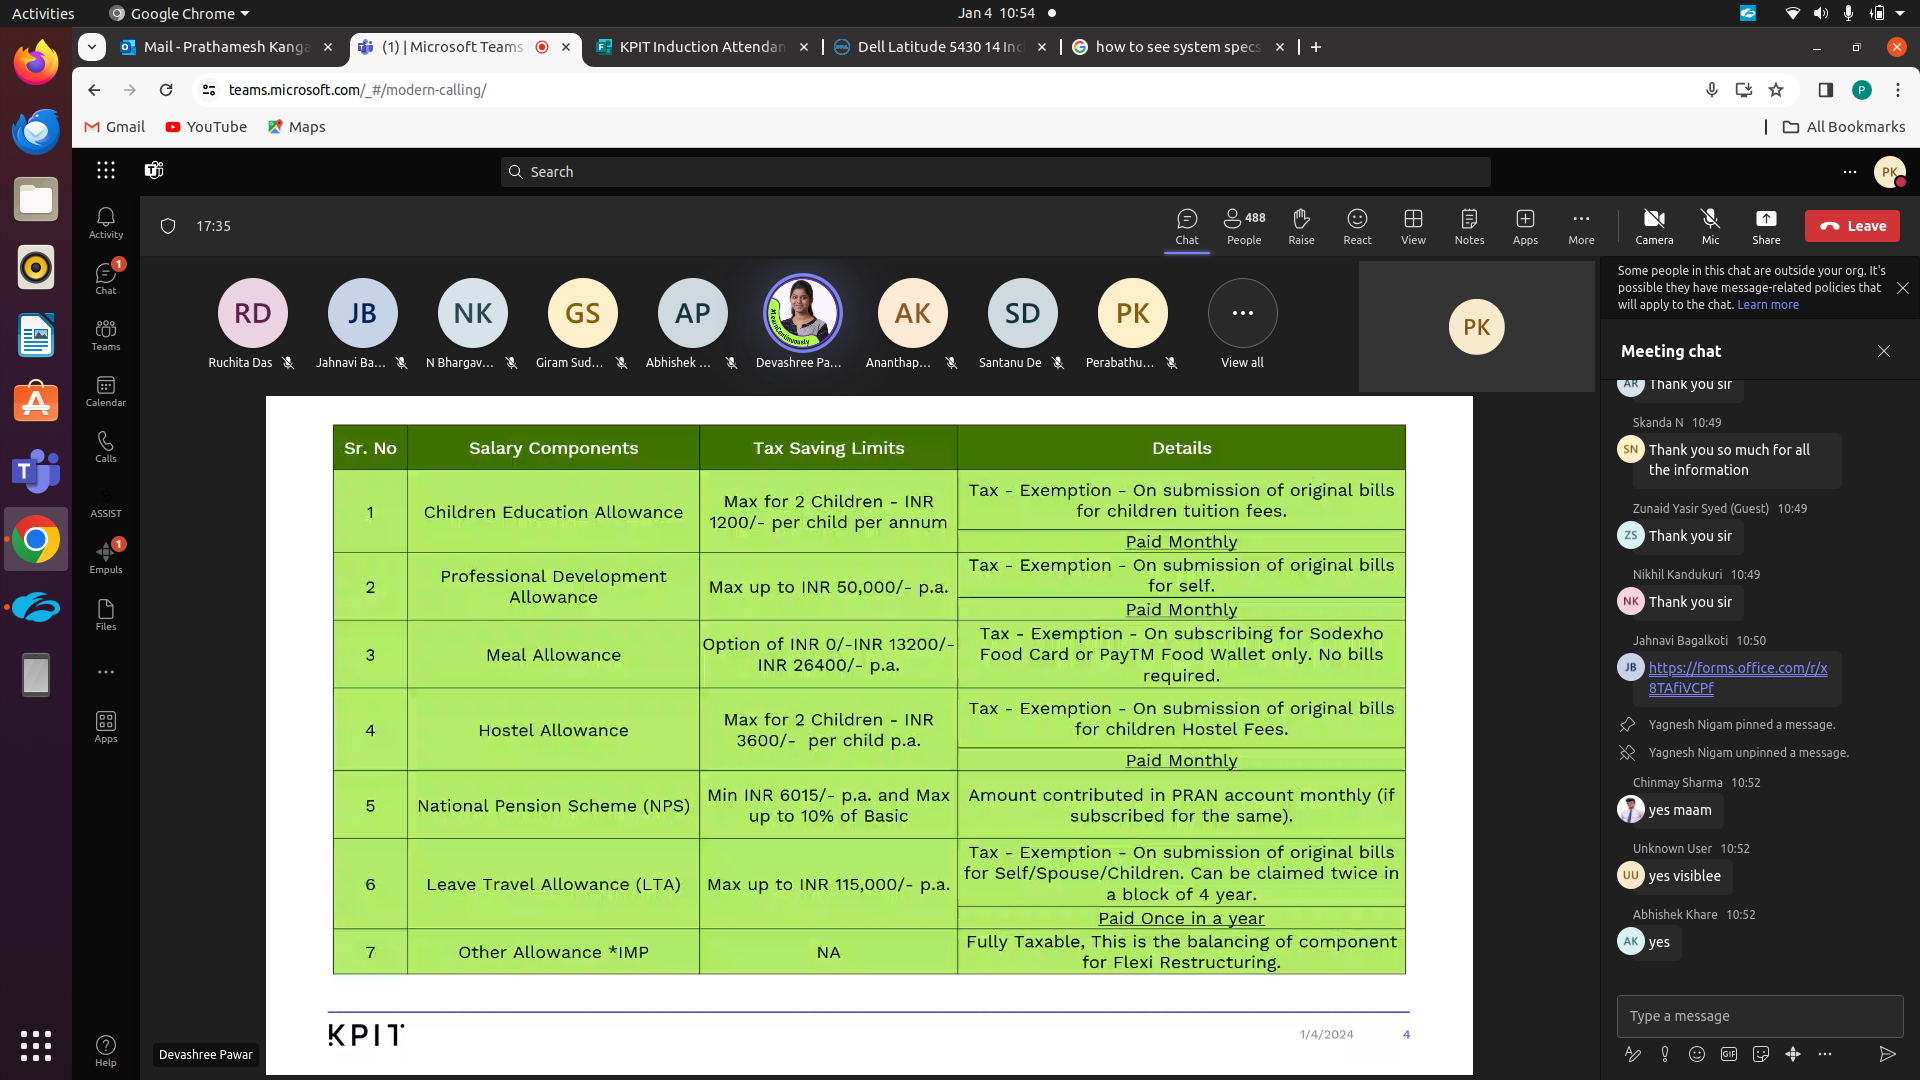 Activities
Google Chrome
Jan 4 10:54
Mail - Prathamesh Kanga
(1) | Microsoft Teams
KPIT Induction Attendan
Dell Latitude 5430 14 Inc
how to see system specs
teams.microsoft.com/_#/modern-calling/
P
Gmail
YouTube
Maps
All Bookmarks
Search
PK
Activity
1
Chat
Teams
Calendar
Calls
ASSIST
1
Empuls
Files
Apps
Help
17:35
Chat
488
People
Raise
React
View
Notes
Apps
More
Camera
Mic
Share
Leave
RD
JB
NK
GS
AP
#LearnContinuously
AK
SD
PK
Ruchita Das
Jahnavi Ba...
N Bhargav...
Giram Sud...
Abhishek ...
Devashree Pa...
Ananthap...
Santanu De
Perabathu...
View all
PK
Sr. No
Salary Components
Tax Saving Limits
Details
1
Children Education Allowance
Max for 2 Children - INR
1200/- per child per annum
Tax - Exemption - On submission of original bills
for children tuition fees.
Paid Monthly
2
Professional Development
Allowance
Max up to INR 50,000/- p.a.
Tax - Exemption - On submission of original bills
for self.
Paid Monthly
3
Meal Allowance
Option of INR 0/-INR 13200/-
INR 26400/- p.a.
Tax - Exemption - On subscribing for Sodexho
Food Card or PayTM Food Wallet only. No bills
required.
4
Hostel Allowance
Max for 2 Children - INR
3600/- per child p.a.
Tax - Exemption - On submission of original bills
for children Hostel Fees.
Paid Monthly
5
National Pension Scheme (NPS)
Min INR 6015/- p.a. and Max
up to 10% of Basic
Amount contributed in PRAN account monthly (if
subscribed for the same).
6
Leave Travel Allowance (LTA)
Max up to INR 115,000/- p.a.
Tax - Exemption - On submission of original bills
for Self/Spouse/Children. Can be claimed twice in
a block of 4 year.
Paid Once in a year
7
Other Allowance *IMP
NA
Fully Taxable, This is the balancing of component
for Flexi Restructuring.
KPIT
1/4/2024
4
Devashree Pawar
Some people in this chat are outside your org. It's
possible they have message-related policies that
will apply to the chat. Learn more
Meeting chat
AR
Thank you sir
Skanda N 10:49
SN
Thank you so much for all
the information
Zunaid Yasir Syed (Guest) 10:49
ZS
Thank you sir
Nikhil Kandukuri 10:49
NK
Thank you sir
Jahnavi Bagalkoti 10:50
JB
https://forms.office.com/r/x
8TAfiVCPf
Yagnesh Nigam pinned a message.
Yagnesh Nigam unpinned a message.
Chinmay Sharma 10:52
yes maam
Unknown User 10:52
UU
yes visiblee
Abhishek Khare 10:52
AK
yes
Type a message
GIF